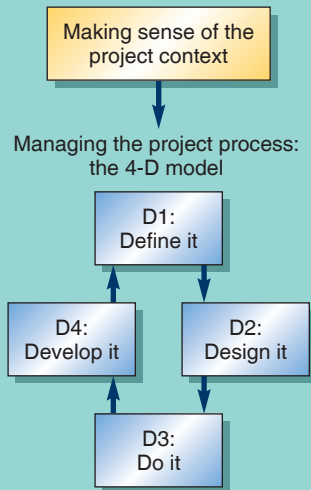 Making sense of the
project context
Managing the project process:
the 4-D model
D1:
Define it
D4:
Develop it
D2:
Design it
D3:
Do it